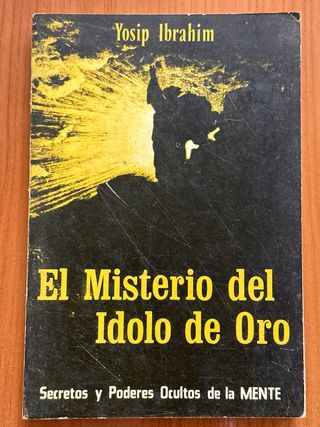 Yosip Ibrahim
El Misterio del
Idolo de Oro
Secretos y Poderes Ocultos de la MENTE